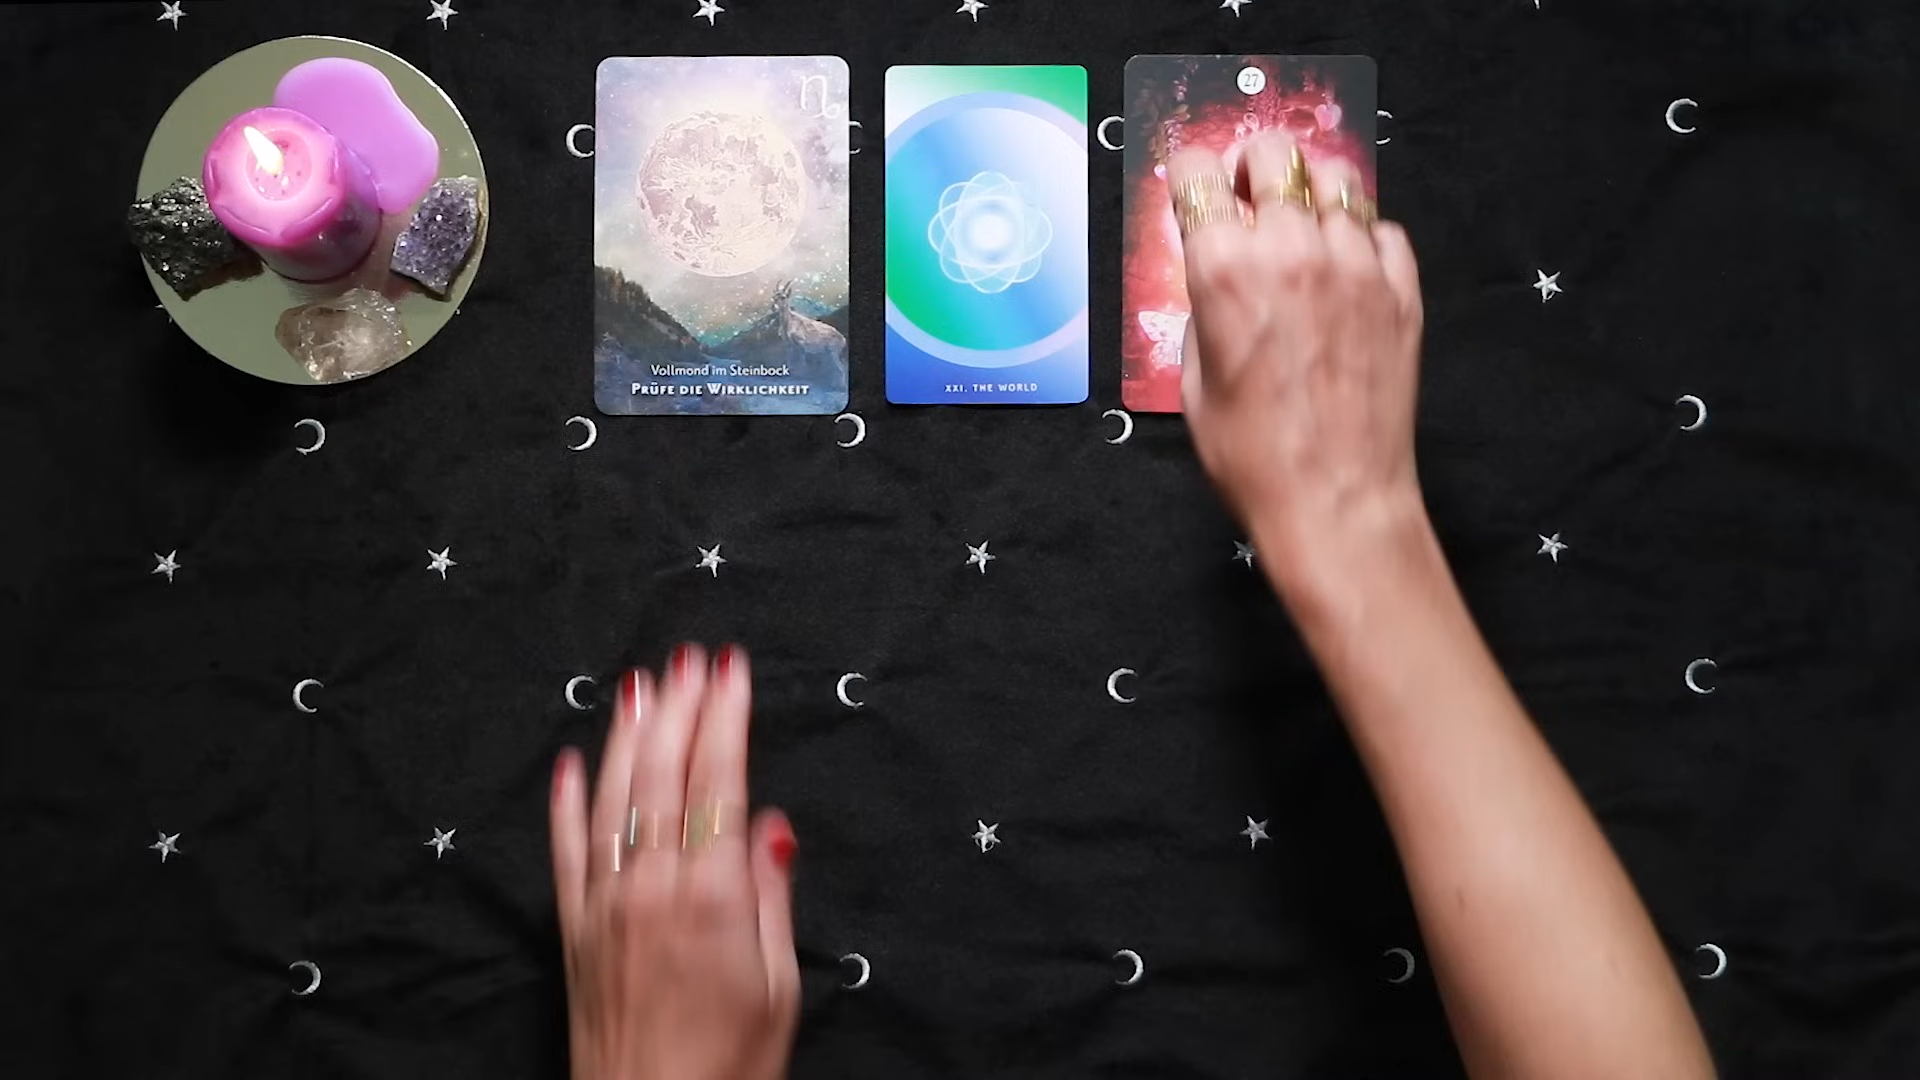 Vollmond im Steinbock
PRÜFE DIE WIRKLICHKEIT
XXI. THE WORLD
27